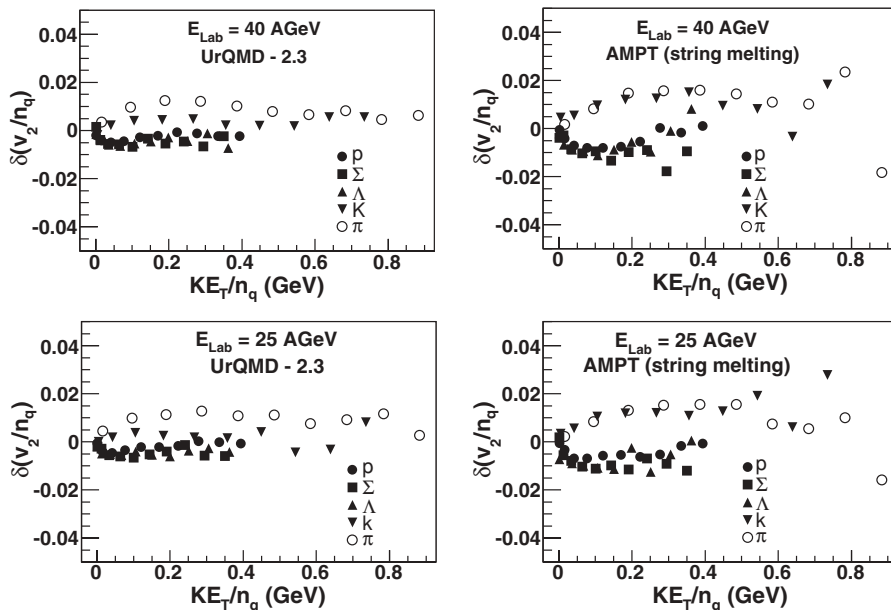 E_Lab = 40 AGeV
UrQMD - 2.3
δ(v_2/n_q)
0.04
0.02
0
-0.02
-0.04
p
Σ
Λ
K
π
0 0.2 0.4 0.6 0.8
KE_T/n_q (GeV)
E_Lab = 40 AGeV
AMPT (string melting)
δ(v_2/n_q)
0.04
0.02
0
-0.02
-0.04
p
Σ
Λ
K
π
0 0.2 0.4 0.6 0.8
KE_T/n_q (GeV)
E_Lab = 25 AGeV
UrQMD - 2.3
δ(v_2/n_q)
0.04
0.02
0
-0.02
-0.04
p
Σ
Λ
k
π
0 0.2 0.4 0.6 0.8
KE_T/n_q (GeV)
E_Lab = 25 AGeV
AMPT (string melting)
δ(v_2/n_q)
0.04
0.02
0
-0.02
-0.04
p
Σ
Λ
k
π
0 0.2 0.4 0.6 0.8
KE_T/n_q (GeV)